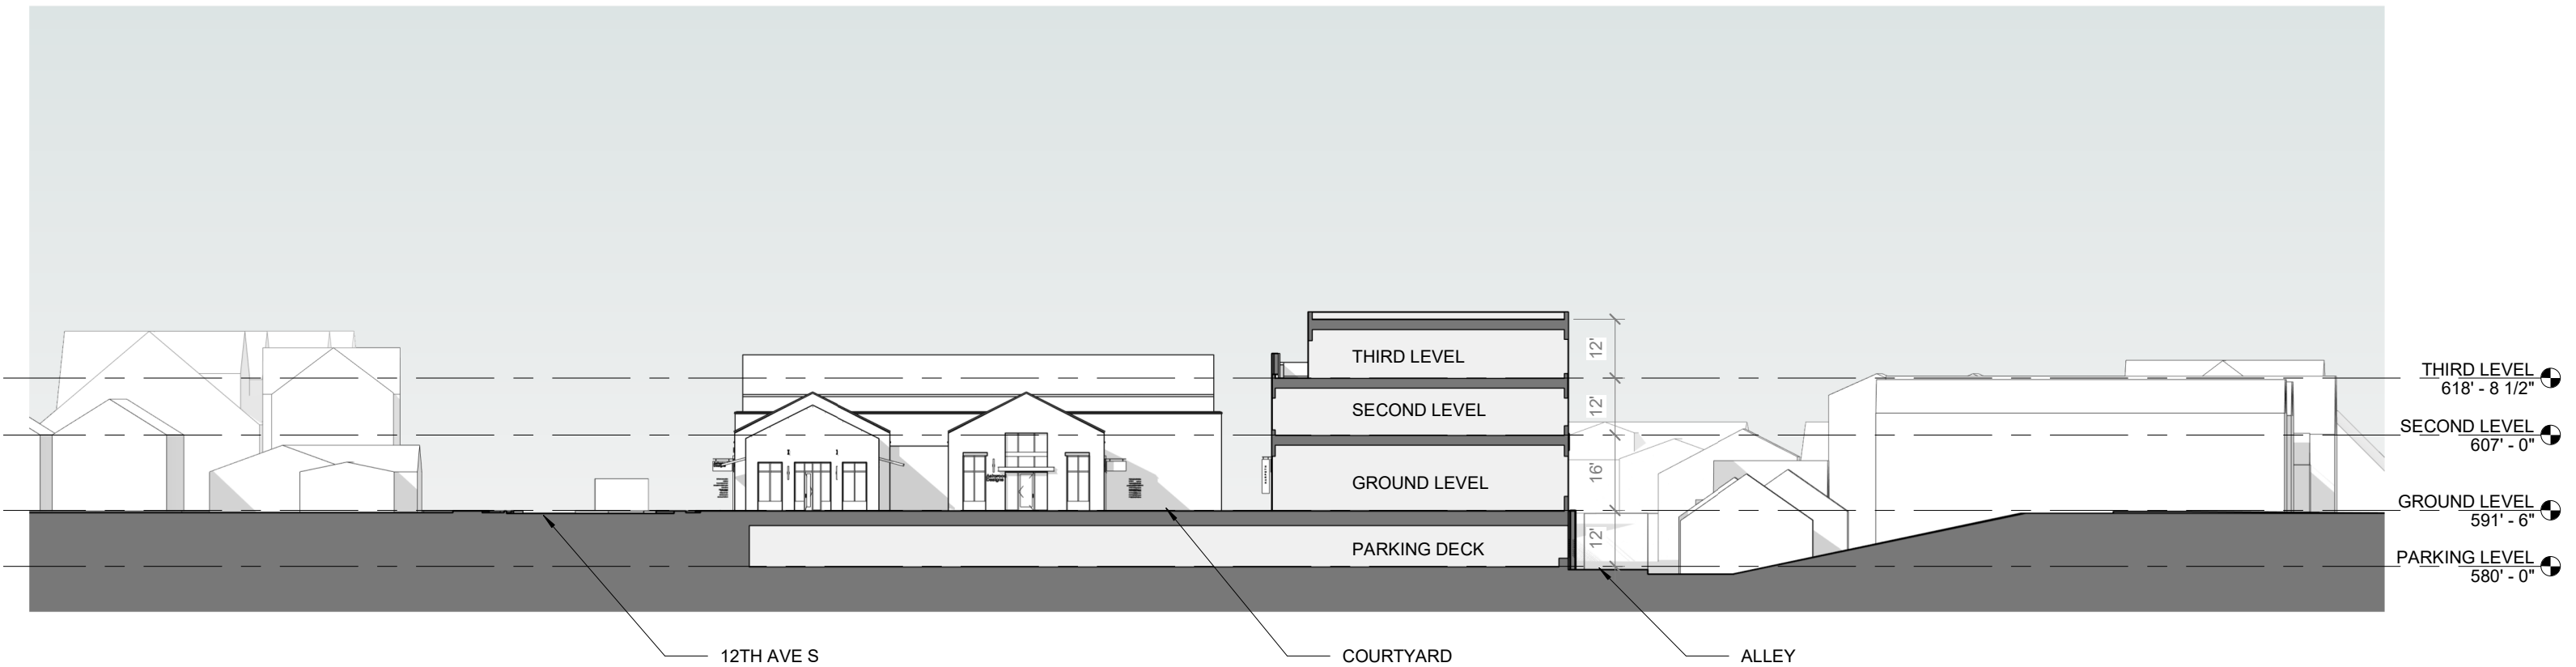 THIRD LEVEL
12'
THIRD LEVEL
618' - 8 1/2"
SECOND LEVEL
12'
SECOND LEVEL
607' - 0"
GROUND LEVEL
16'
GROUND LEVEL
591' - 6"
PARKING DECK
12'
PARKING LEVEL
580' - 0"
12TH AVE S
COURTYARD
ALLEY